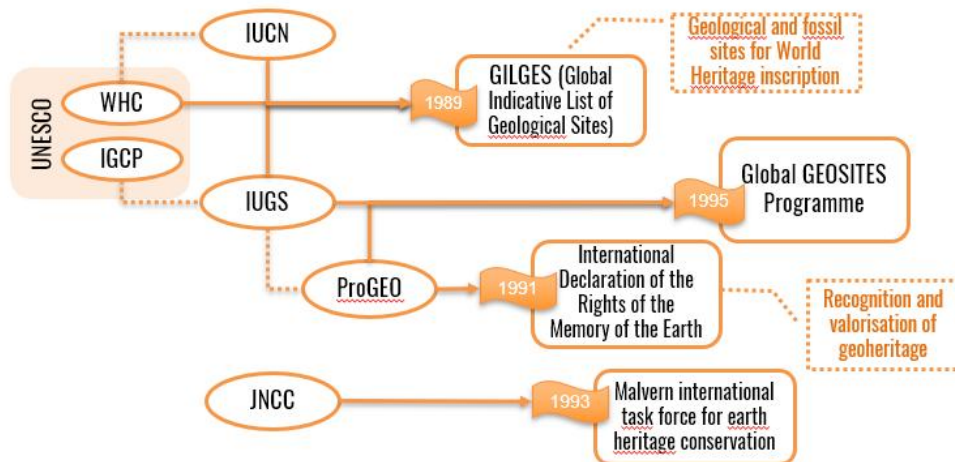 IUCN
Geological and fossil
sites for World
Heritage inscription
UNESCO
WHC
1989
GILGES (Global
Indicative List of
Geological Sites)
IGCP
IUGS
1995
Global GEOSITES
Programme
ProGEO
1991
International
Declaration of the
Rights of the
Memory of the Earth
Recognition and
valorisation of
geoheritage
JNCC
1993
Malvern international
task force for earth
heritage conservation